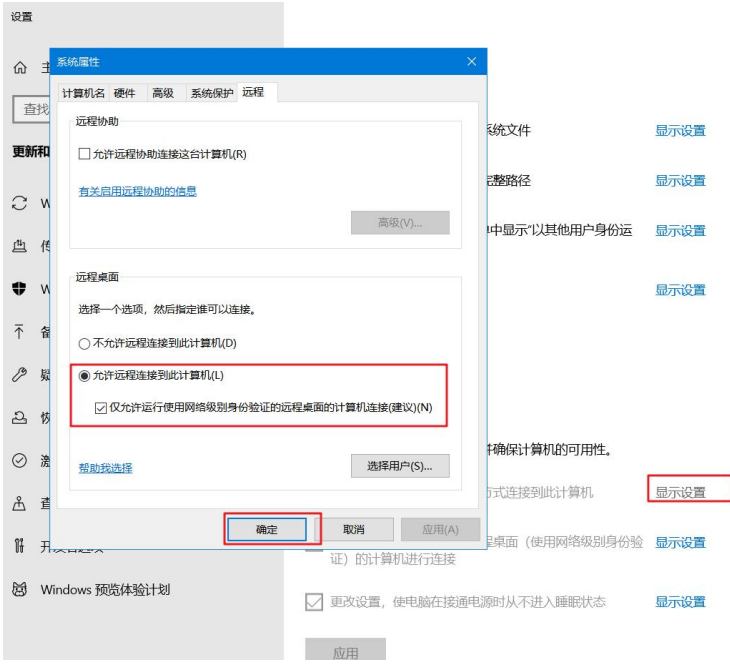 设置
系统属性
主
计算机名 硬件 高级 系统保护 远程
查找
远程协助
允许远程协助连接这台计算机(R)
系统文件 显示设置
更新和
有关启用远程协助的信息
完整路径 显示设置
W
高级(V)...
中显示“以其他用户身份运 显示设置
传
远程桌面
W
显示设置
选择一个选项，然后指定谁可以连接。
备
不允许远程连接到此计算机(D)
疑
允许远程连接到此计算机(L)
仅允许运行使用网络级别身份验证的远程桌面的计算机连接(建议)(N)
恢
并确保计算机的可用性。
激
帮助我选择 选择用户(S)...
方式连接到此计算机 显示设置
查
确定 取消 应用(A)
开发者选项
程桌面（使用网络级别身份验 显示设置
证）的计算机进行连接
Windows 预览体验计划
更改设置，使电脑在接通电源时从不进入睡眠状态 显示设置
应用